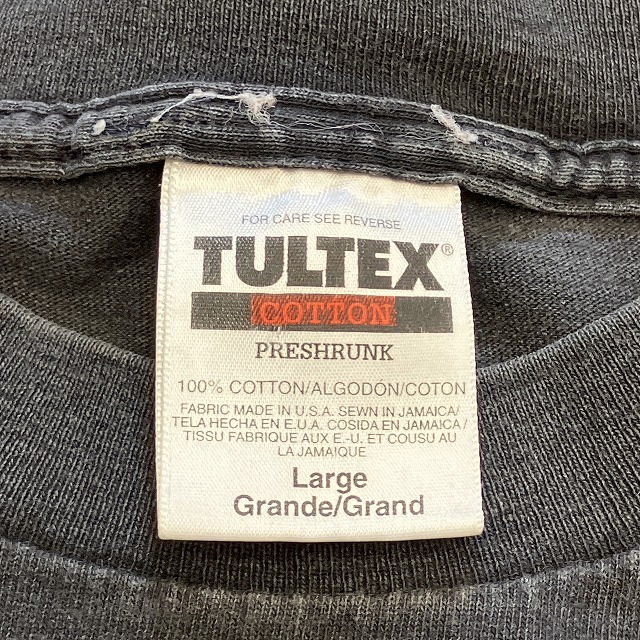 FOR CARE SEE REVERSE
TULTEX®
COTTON
PRESHRUNK
100% COTTON/ALGODÓN/COTON
FABRIC MADE IN U.S.A. SEWN IN JAMAICA/
TELA HECHA EN E.U.A. COSIDA EN JAMAICA/
TISSU FABRIQUE AUX E.-U. ET COUSU AU
LA JAMAIQUE
Large
Grande/Grand